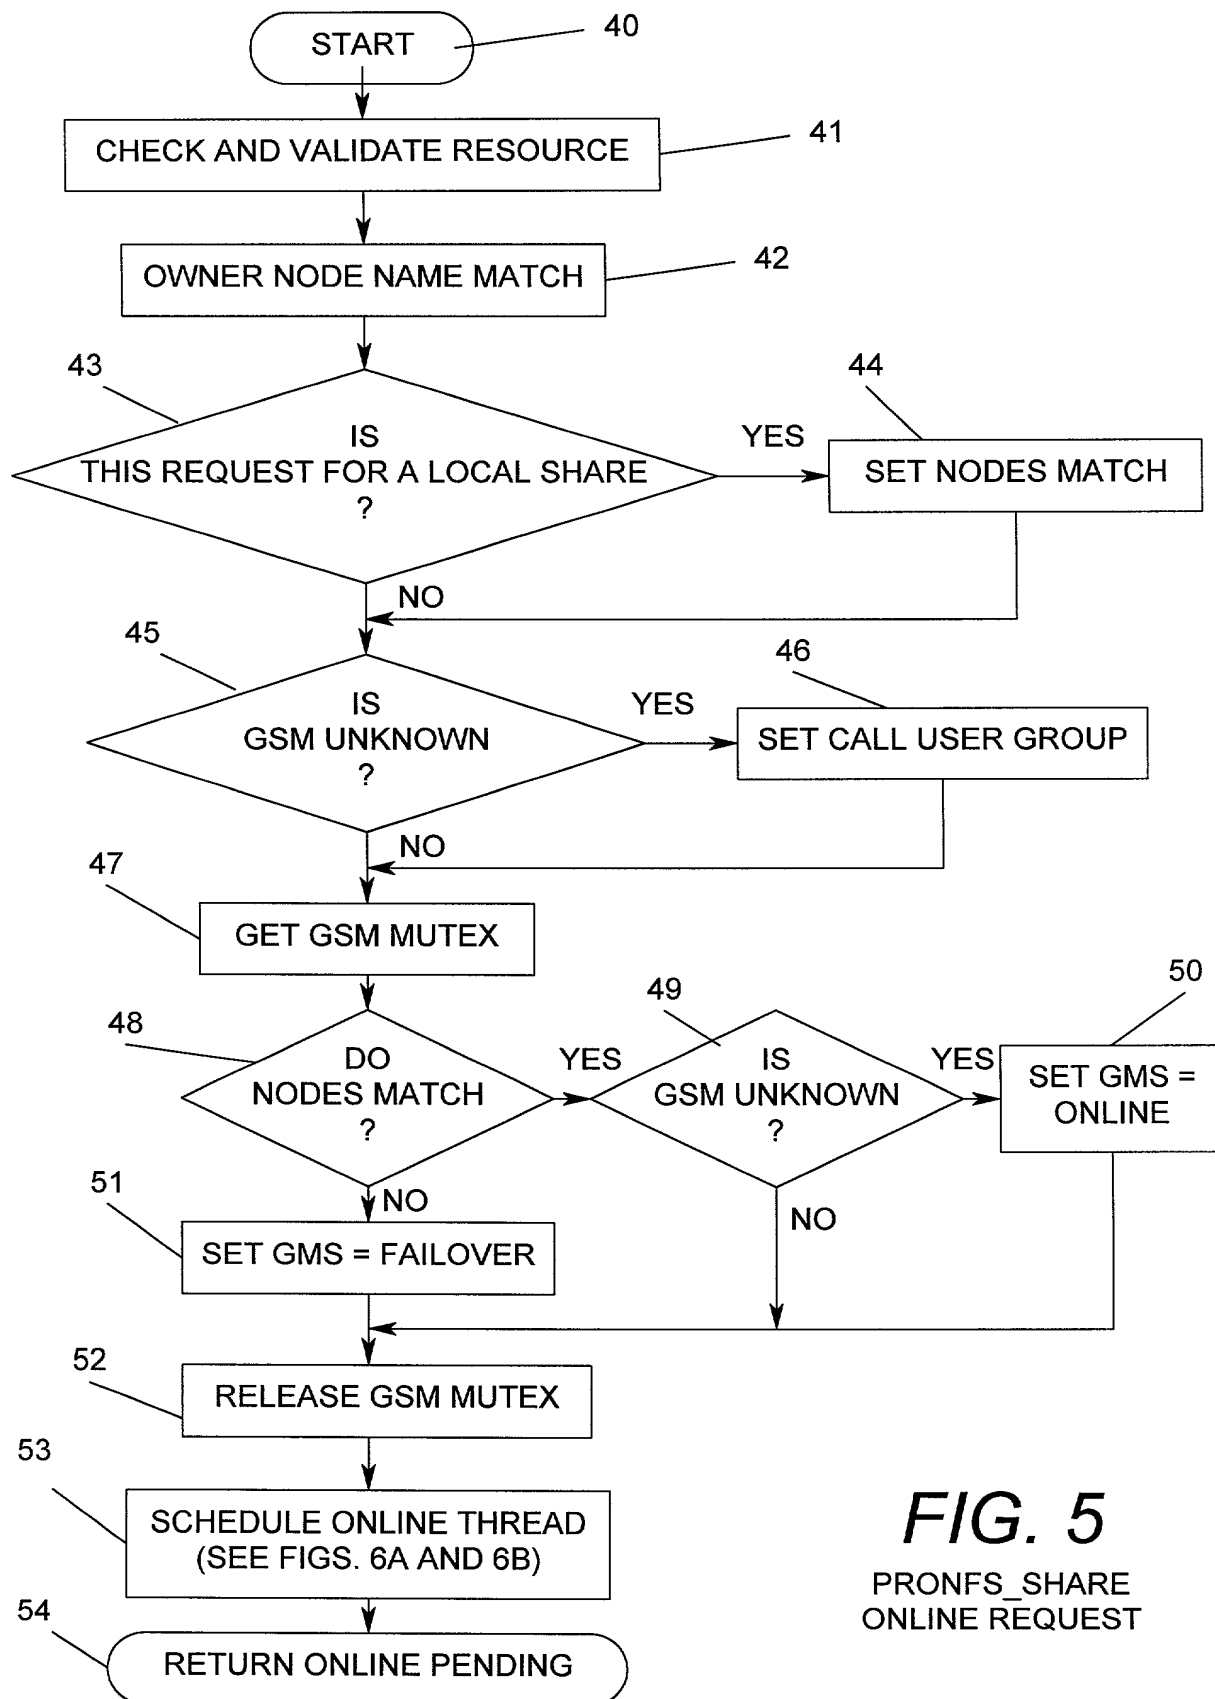 START
40
CHECK AND VALIDATE RESOURCE
41
OWNER NODE NAME MATCH
42
43
IS
THIS REQUEST FOR A LOCAL SHARE
?
YES
44
SET NODES MATCH
NO
45
IS
GSM UNKNOWN
?
YES
46
SET CALL USER GROUP
NO
47
GET GSM MUTEX
48
DO
NODES MATCH
?
YES
49
IS
GSM UNKNOWN
?
YES
50
SET GMS =
ONLINE
NO
NO
51
SET GMS = FAILOVER
52
RELEASE GSM MUTEX
53
SCHEDULE ONLINE THREAD
(SEE FIGS. 6A AND 6B)
54
RETURN ONLINE PENDING
FIG. 5
PRONFS_SHARE
ONLINE REQUEST